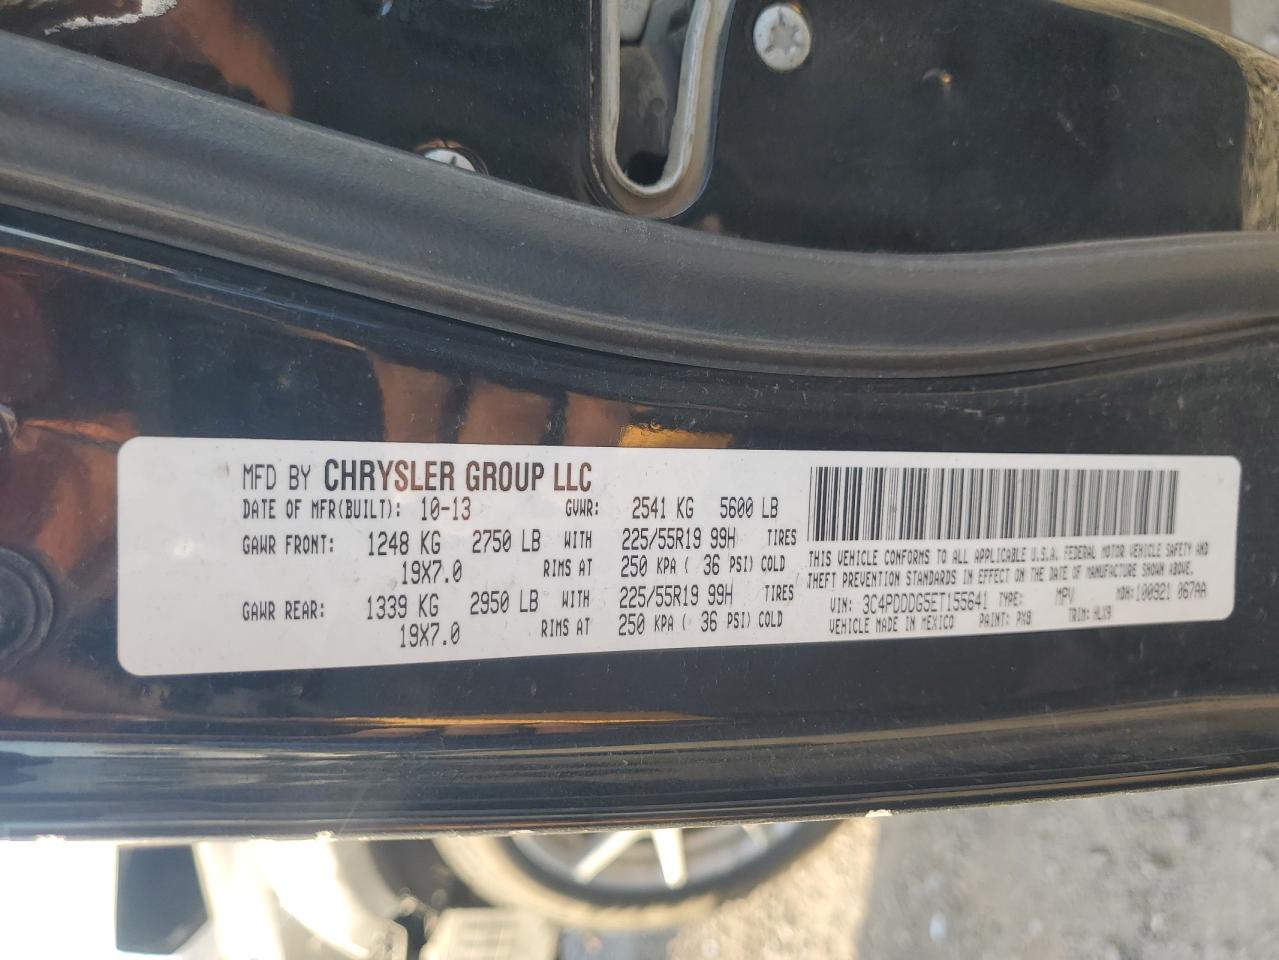 MFD BY CHRYSLER GROUP LLC
DATE OF MFR(BUILT): 10-13 GVWR: 2541 KG 5600 LB
GAWR FRONT: 1248 KG 2750 LB WITH 225/55R19 99H TIRES
19X7.0 RIMS AT 250 KPA ( 36 PSI) COLD
GAWR REAR: 1339 KG 2950 LB WITH 225/55R19 99H TIRES
19X7.0 RIMS AT 250 KPA ( 36 PSI) COLD
THIS VEHICLE CONFORMS TO ALL APPLICABLE U.S.A. FEDERAL MOTOR VEHICLE SAFETY AND
THEFT PREVENTION STANDARDS IN EFFECT ON THE DATE OF MANUFACTURE SHOWN ABOVE.
VIN: 3C4PDDDG5ET155641 TYPE: MPV MDH: 100921 067AA
VEHICLE MADE IN MEXICO PAINT: PX8 TRIM: HLX9